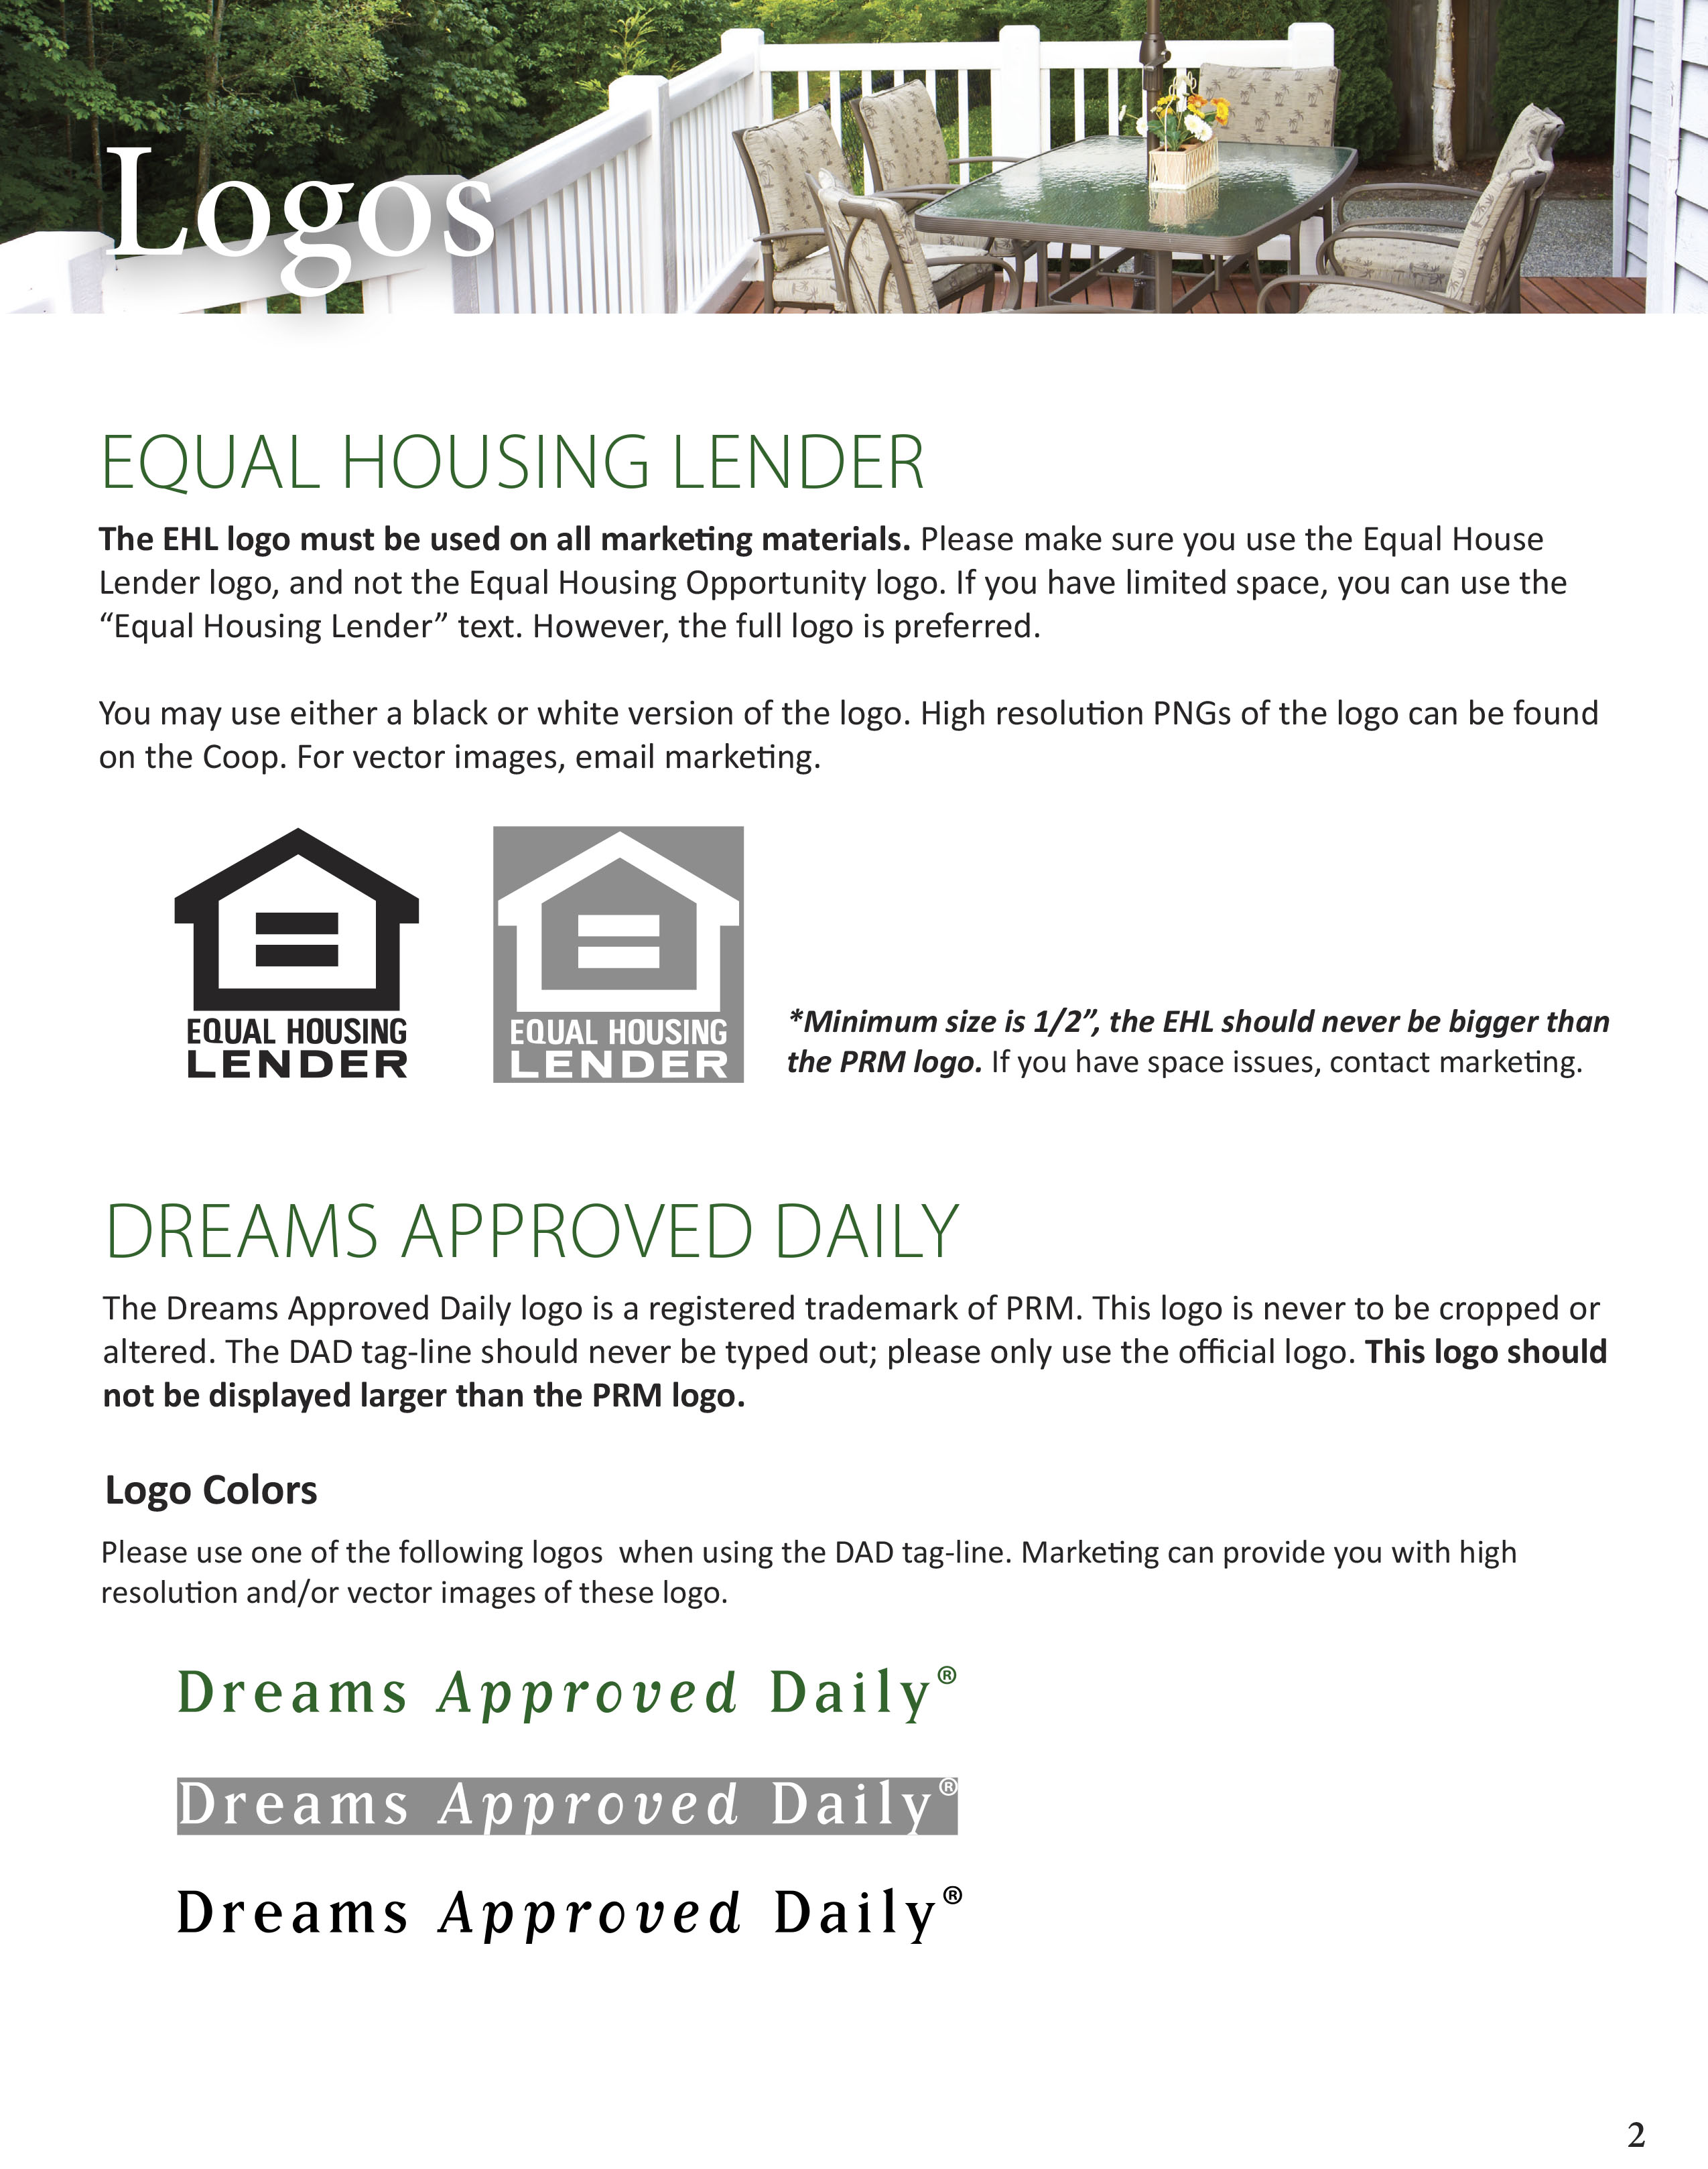 Logos
EQUAL HOUSING LENDER
The EHL logo must be used on all marketing materials. Please make sure you use the Equal House
Lender logo, and not the Equal Housing Opportunity logo. If you have limited space, you can use the
“Equal Housing Lender” text. However, the full logo is preferred.
You may use either a black or white version of the logo. High resolution PNGs of the logo can be found
on the Coop. For vector images, email marketing.
EQUAL HOUSING
LENDER
EQUAL HOUSING
LENDER
*Minimum size is 1/2”, the EHL should never be bigger than
the PRM logo. If you have space issues, contact marketing.
DREAMS APPROVED DAILY
The Dreams Approved Daily logo is a registered trademark of PRM. This logo is never to be cropped or
altered. The DAD tag-line should never be typed out; please only use the official logo. This logo should
not be displayed larger than the PRM logo.
Logo Colors
Please use one of the following logos  when using the DAD tag-line. Marketing can provide you with high
resolution and/or vector images of these logo.
Dreams Approved Daily®
Dreams Approved Daily®
Dreams Approved Daily®
2